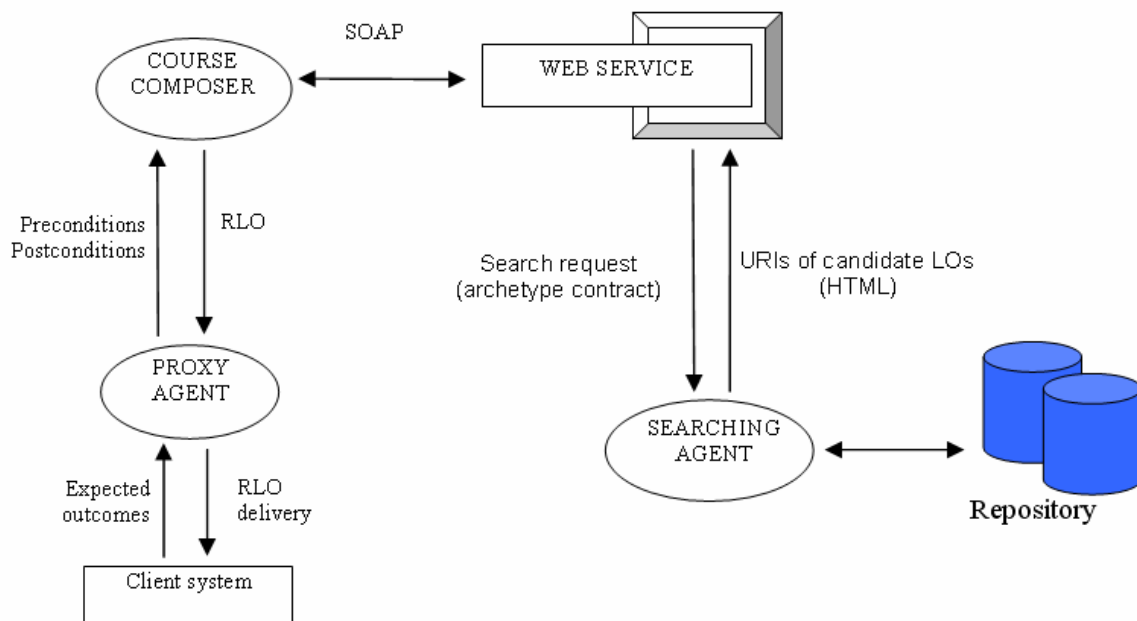 SOAP
COURSE
COMPOSER
WEB SERVICE
Preconditions
Postconditions
RLO
Search request
(archetype contract)
URIs of candidate LOs
(HTML)
PROXY
AGENT
SEARCHING
AGENT
Expected
outcomes
RLO
delivery
Repository
Client system